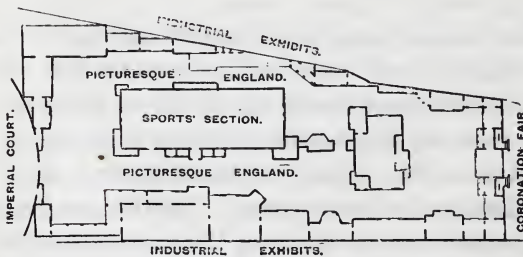 INDUSTRIAL EXHIBITS.
PICTURESQUE ENGLAND.
SPORTS' SECTION.
IMPERIAL COURT.
CORONATION FAIR
PICTURESQUE ENGLAND.
INDUSTRIAL EXHIBITS.